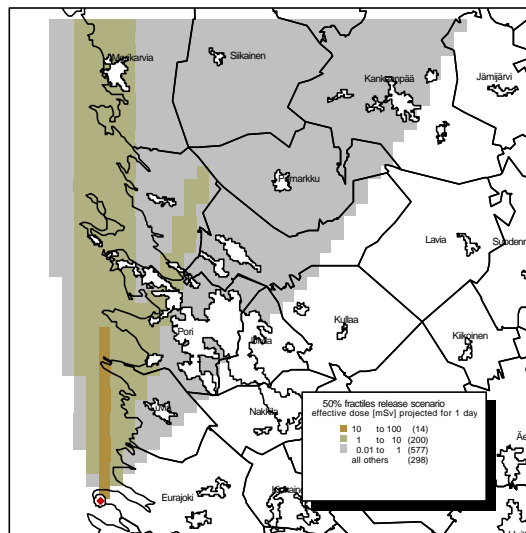 Merikarvia
Siikainen
Kankaanpää
Jämijärvi
Pomarkku
Lavia
Pori
Kullaa
Kiikoinen
Luvia
Nakkila
Eurajoki
50% fractiles release scenario
effective dose [mSv] projected for 1 day
10 to 100 (14)
1 to 10 (200)
0.01 to 1 (577)
all others (298)